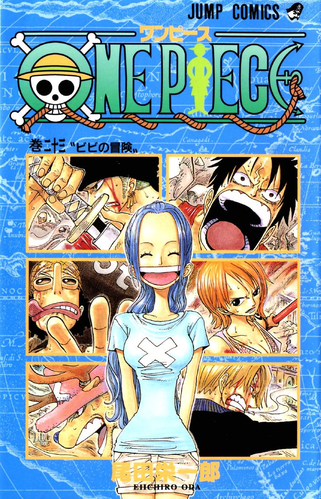 JUMP COMICS
ワンピース
ONE PIECE
巻二十三 “ビビの冒険”
尾田栄一郎
EIICHIRO ODA